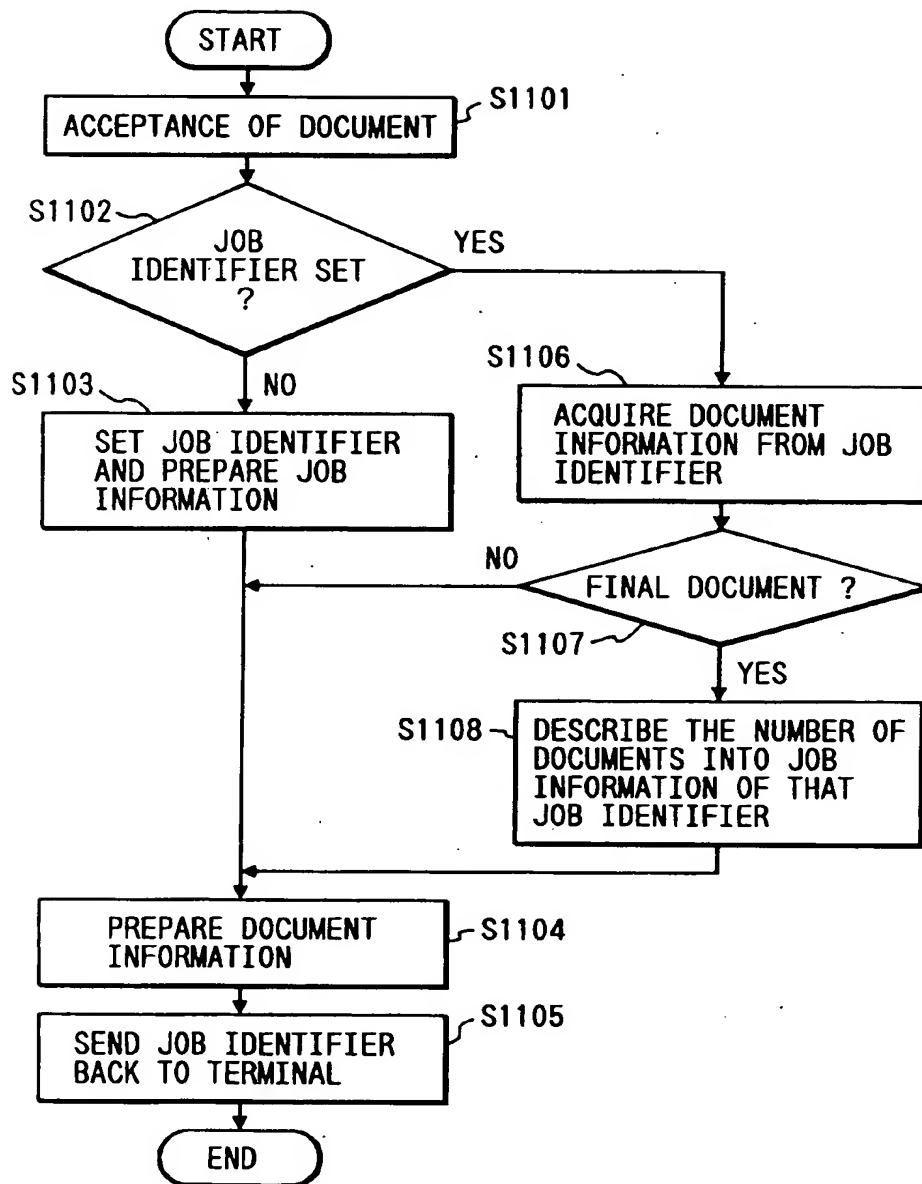 START
S1101
ACCEPTANCE OF DOCUMENT
S1102
JOB
IDENTIFIER SET
?
YES
NO
S1103
SET JOB IDENTIFIER
AND PREPARE JOB
INFORMATION
S1106
ACQUIRE DOCUMENT
INFORMATION FROM JOB
IDENTIFIER
NO
FINAL DOCUMENT ?
S1107
YES
S1108
DESCRIBE THE NUMBER OF
DOCUMENTS INTO JOB
INFORMATION OF THAT
JOB IDENTIFIER
PREPARE DOCUMENT
INFORMATION
S1104
SEND JOB IDENTIFIER
BACK TO TERMINAL
S1105
END